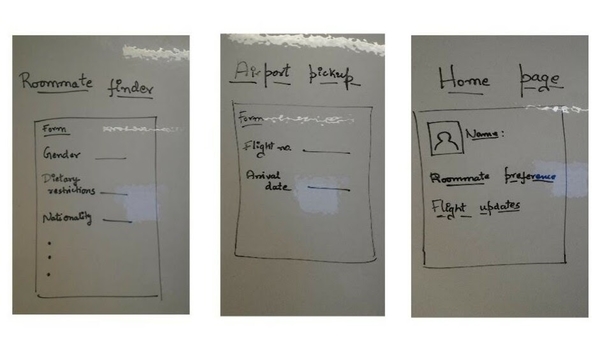 Roommate finder
Form
Gender
Dietary
restrictions
Nationality
Airport pickup
Form
Flight no.
Arrival
date
Home page
Name:
Roommate preference
Flight updates